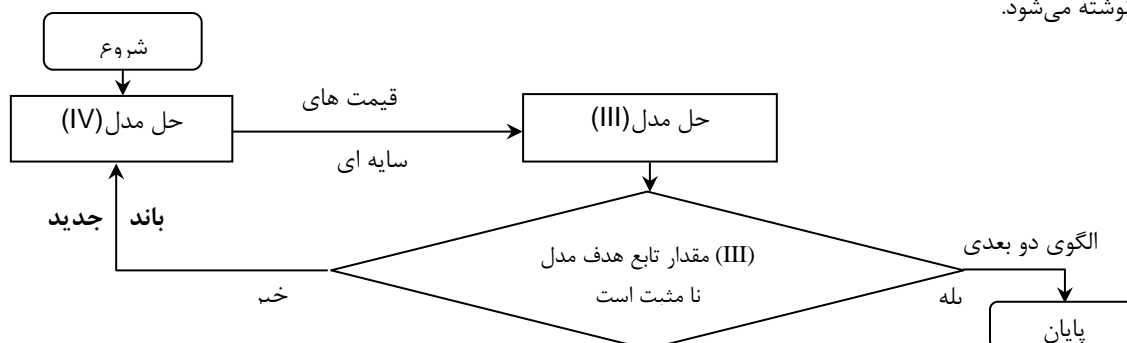 نوشته می‌شود.
شروع
حل مدل(IV)
قیمت های
سایه ای
حل مدل(III)
باند جدید
(III) مقدار تابع هدف مدل
نا مثبت است
خیر
الگوی دو بعدی
بله
پایان